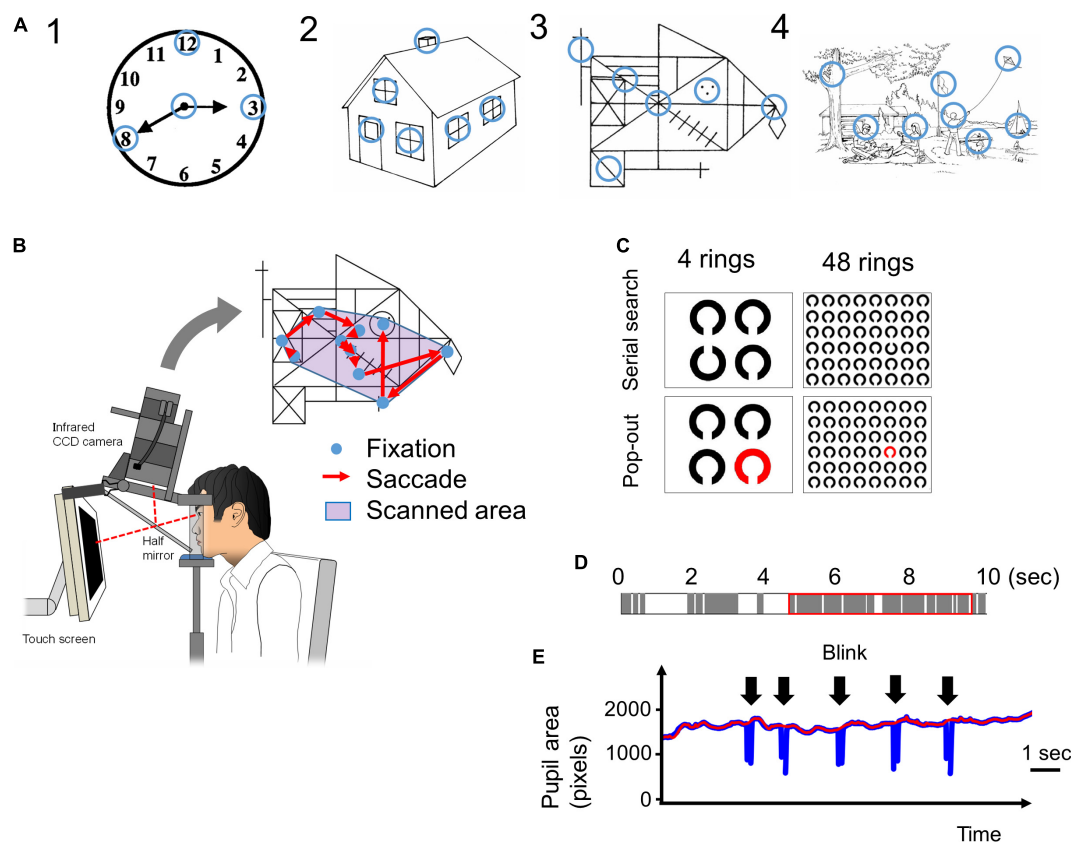 A
1
2
3
4
12
11
1
10
2
9
3
8
4
7
5
6
B
Infrared
CCD camera
Half
mirror
Touch screen
Fixation
Saccade
Scanned area
C
4 rings
48 rings
Serial search
Pop-out
D
0 2 4 6 8 10 (sec)
E
Blink
Pupil area
(pixels)
2000
1000
0
1 sec
Time